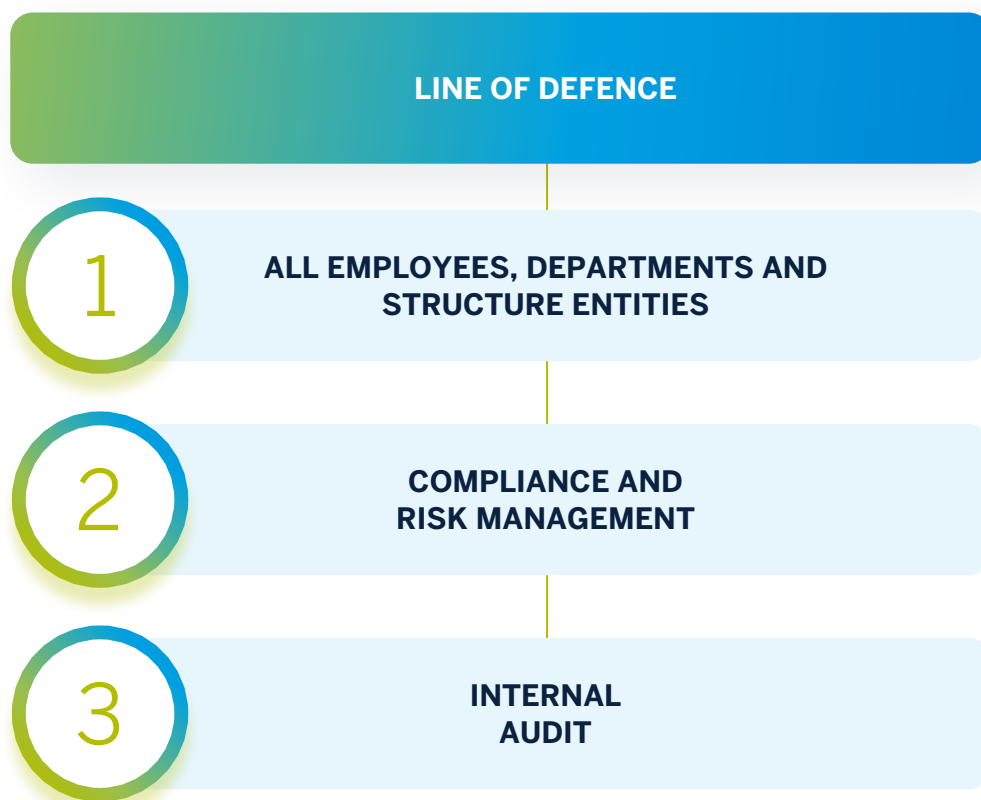 LINE OF DEFENCE
1
ALL EMPLOYEES, DEPARTMENTS AND
STRUCTURE ENTITIES
2
COMPLIANCE AND
RISK MANAGEMENT
3
INTERNAL
AUDIT